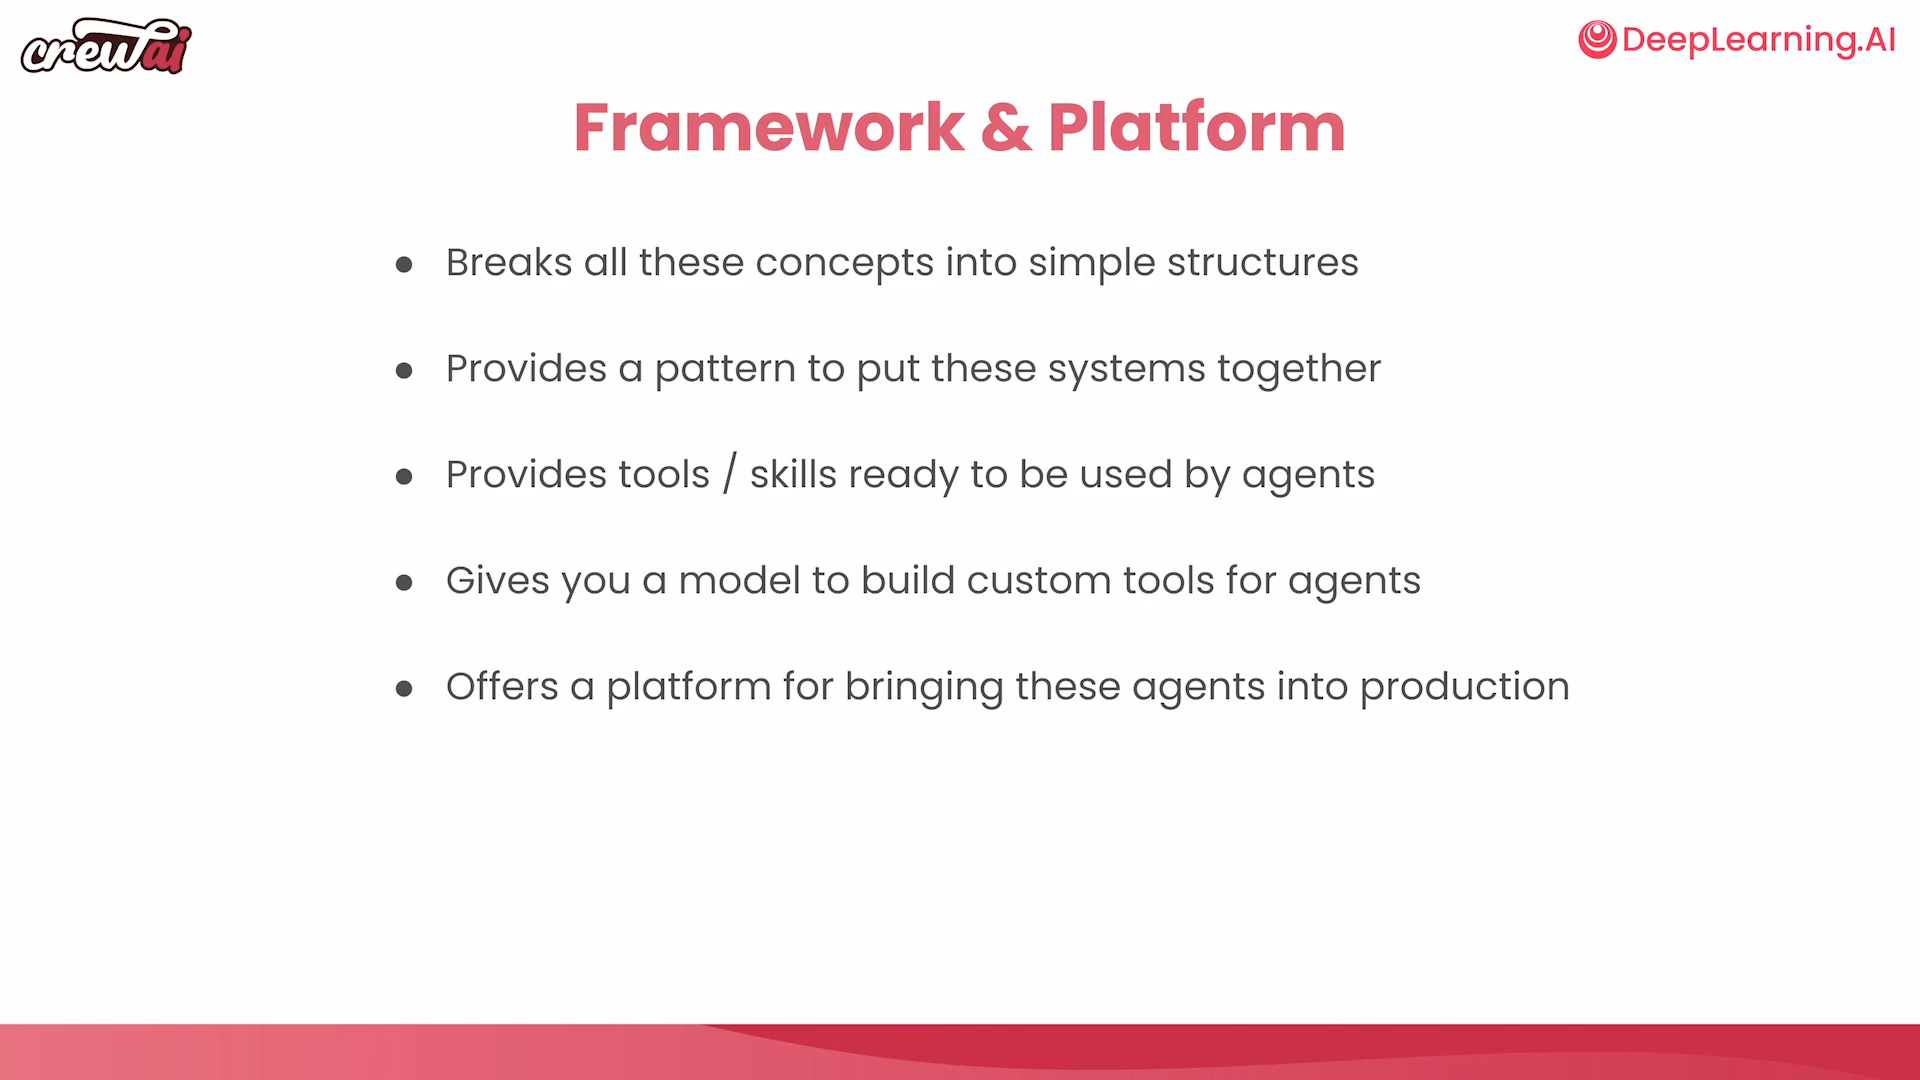 crewai
DeepLearning.AI
Framework & Platform
● Breaks all these concepts into simple structures
● Provides a pattern to put these systems together
● Provides tools / skills ready to be used by agents
● Gives you a model to build custom tools for agents
● Offers a platform for bringing these agents into production